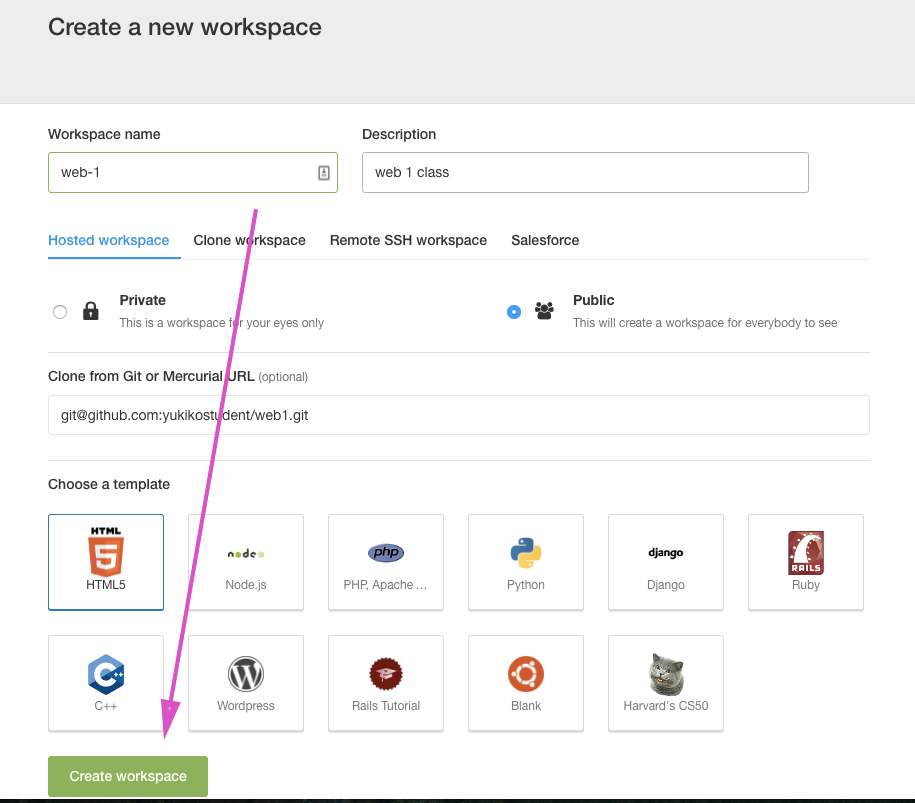 Create a new workspace
Workspace name Description
web-1 web 1 class
Hosted workspace Clone workspace Remote SSH workspace Salesforce
Private Public
This is a workspace for your eyes only This will create a workspace for everybody to see
Clone from Git or Mercurial URL (optional)
git@github.com:yukikostudent/web1.git
Choose a template
HTML
5 node php django RAILS
HTML5 Node.js PHP, Apache ... Python Django Ruby
C++ W
C++ Wordpress Rails Tutorial Blank Harvard's CS50
Create workspace